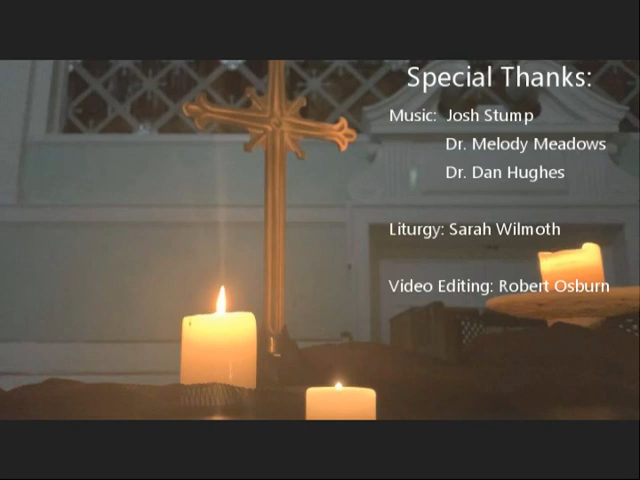 Special Thanks:
Music: Josh Stump
Dr. Melody Meadows
Dr. Dan Hughes
Liturgy: Sarah Wilmoth
Video Editing: Robert Osburn